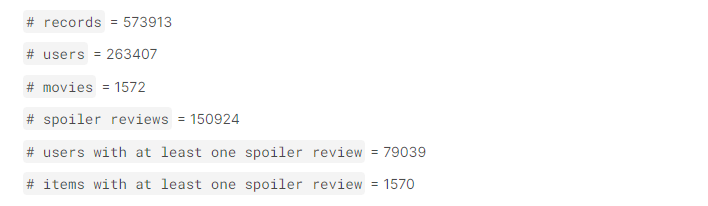 # records = 573913
# users = 263407
# movies = 1572
# spoiler reviews = 150924
# users with at least one spoiler review = 79039
# items with at least one spoiler review = 1570